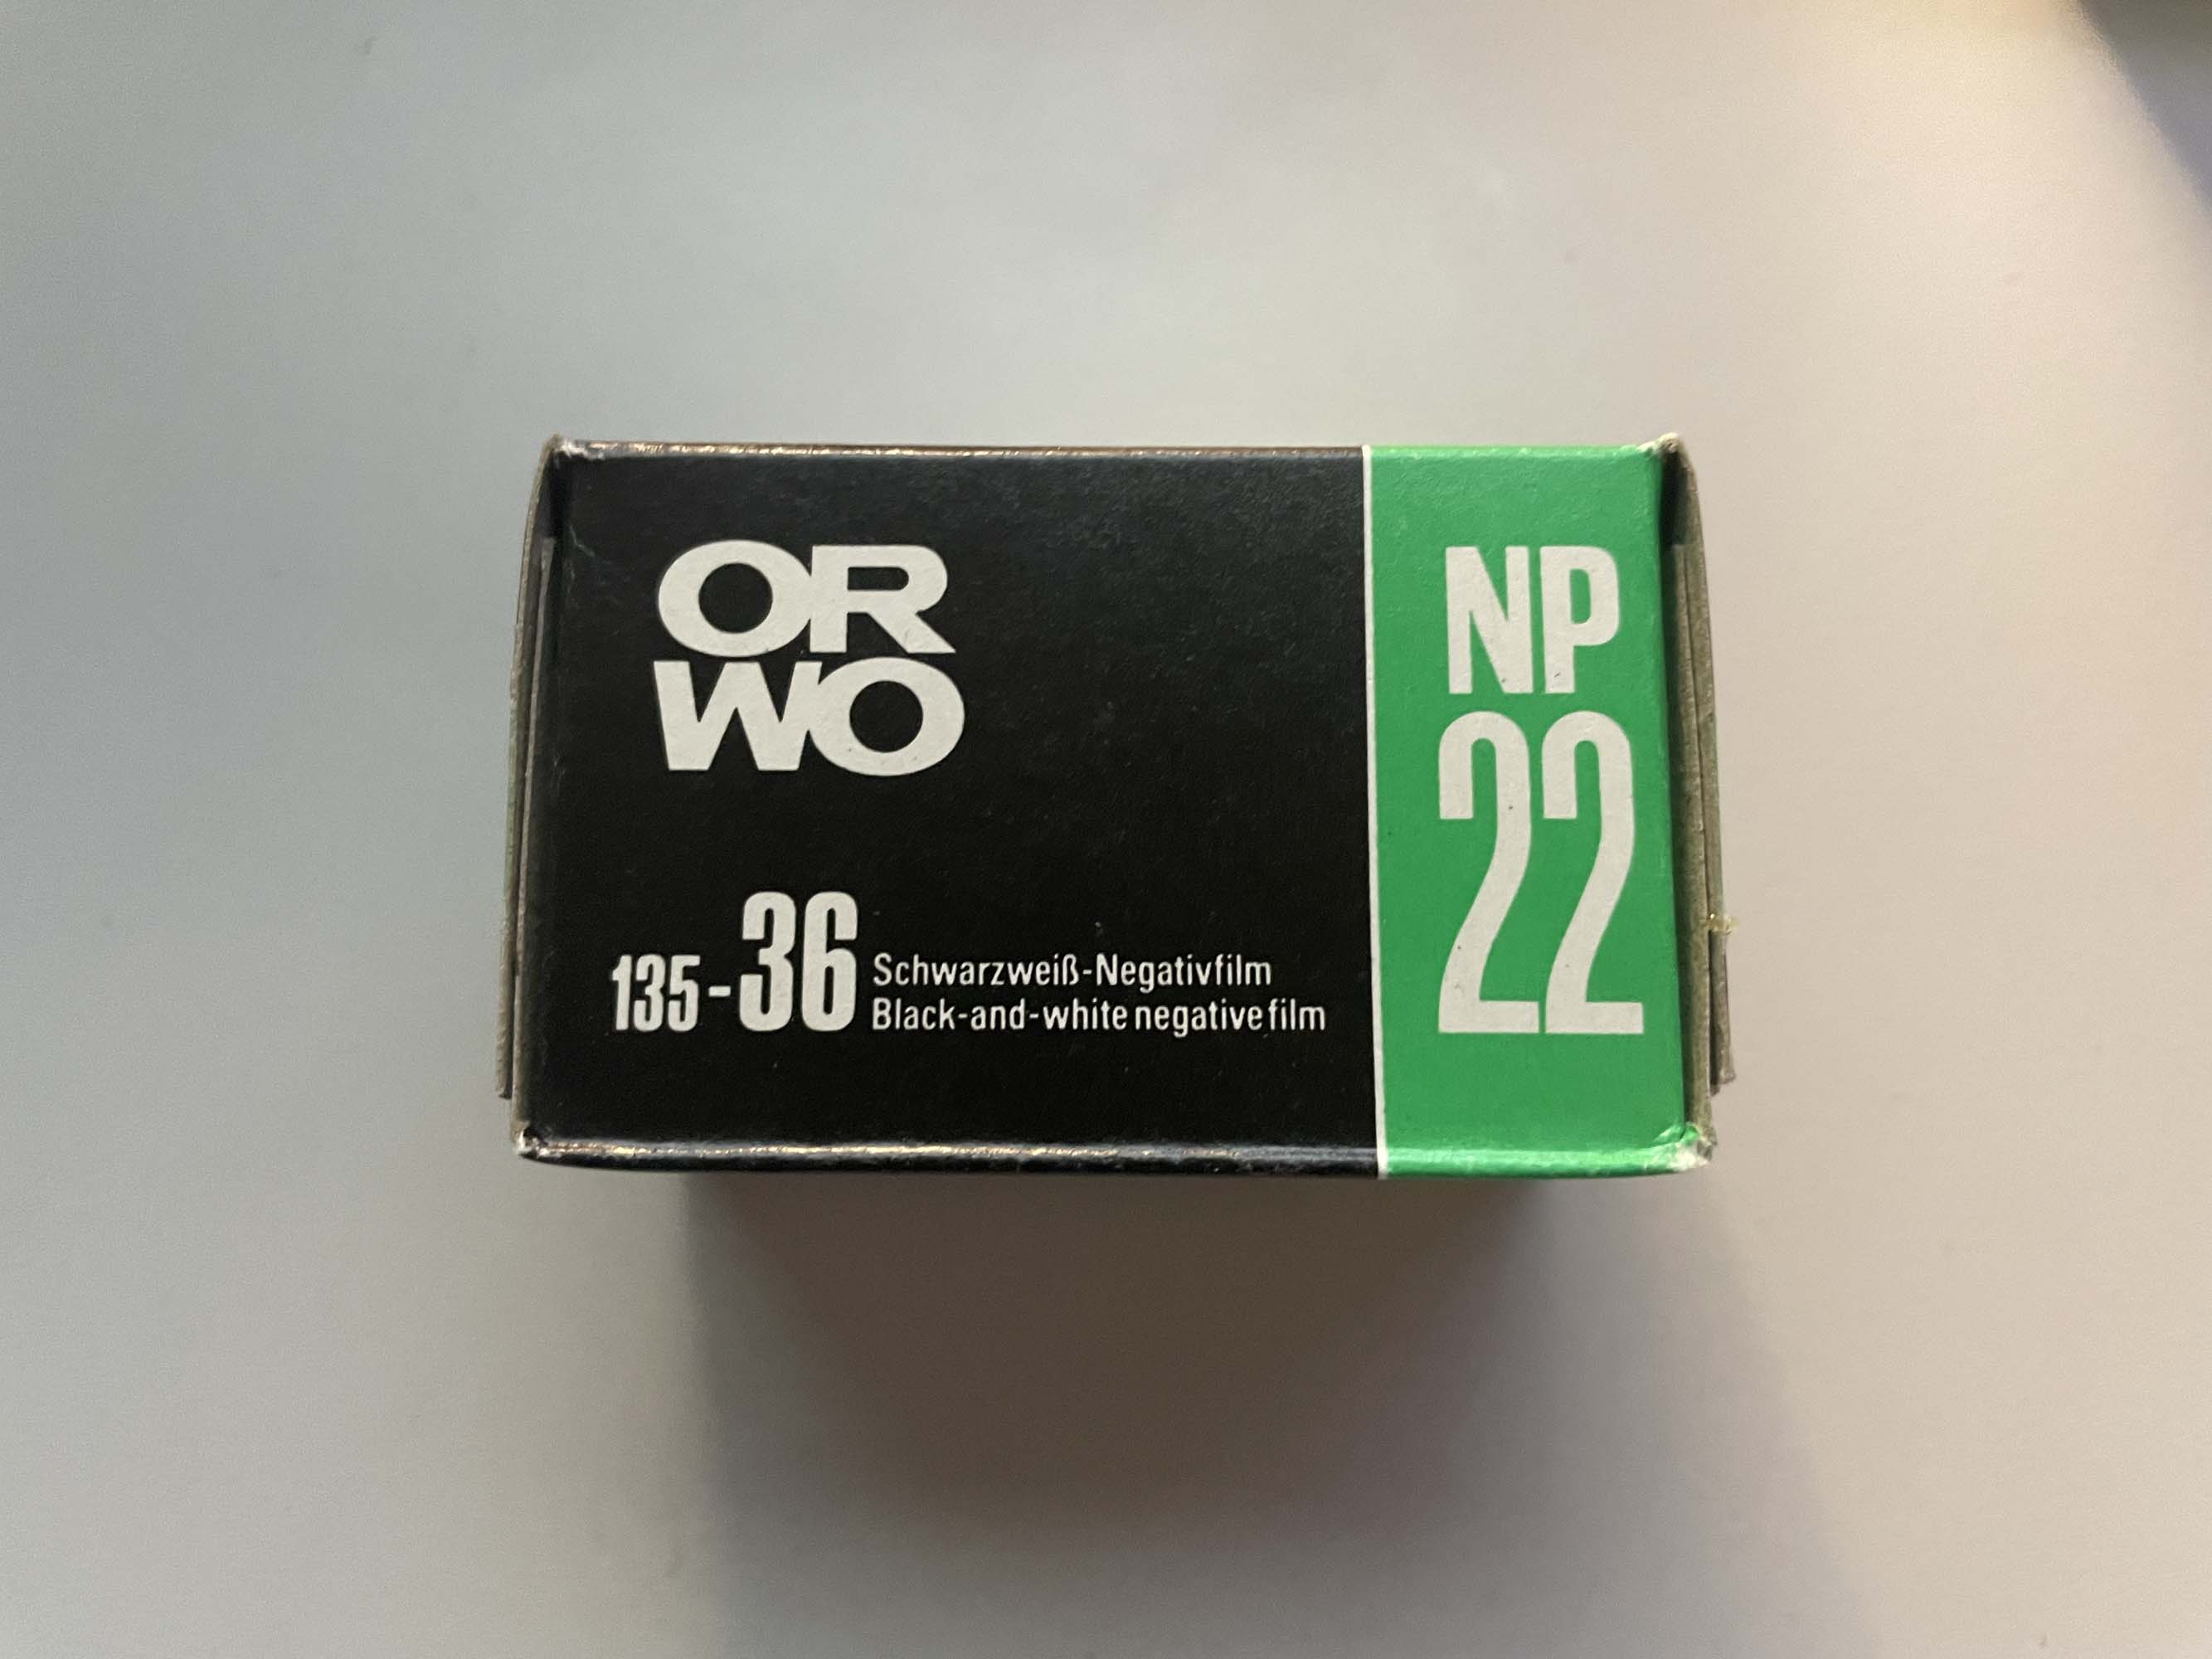 OR
WO
135-36 Schwarzweiß-Negativfilm
Black-and-white negative film
NP
22